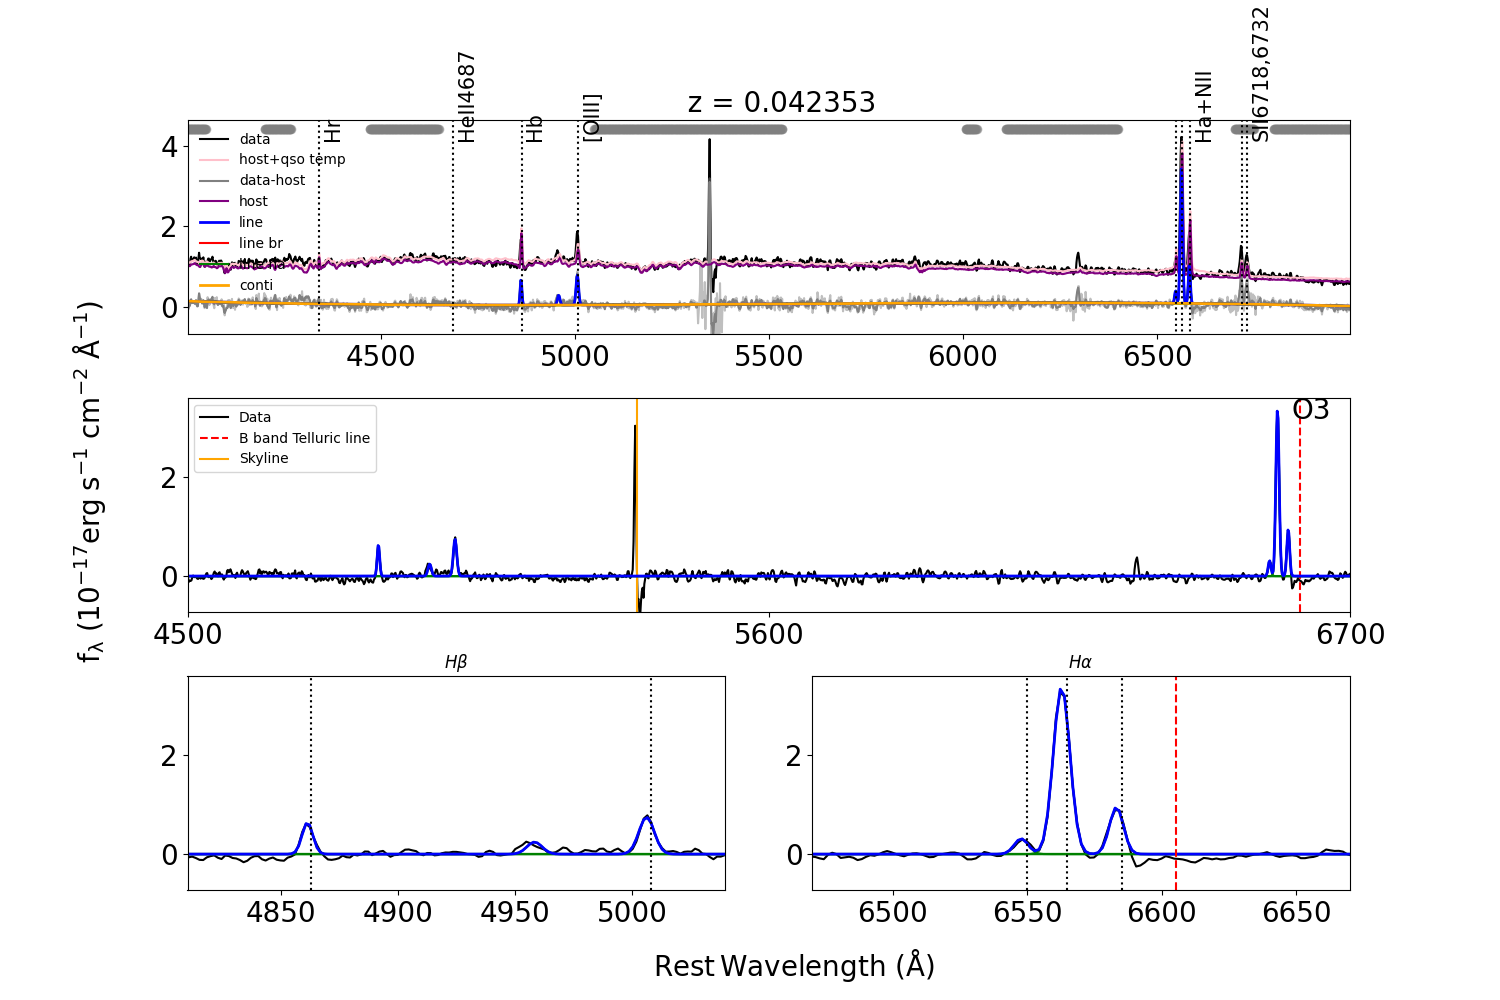 z = 0.042353
Hr
HeII4687
Hb
[OIII]
Ha+NII
SII6718,6732
data
host+qso temp
data-host
host
line
line br
conti
4
2
0
4500 5000 5500 6000 6500
fλ (10⁻¹⁷erg s⁻¹ cm⁻² Å⁻¹)
Data
B band Telluric line
Skyline
O3
2
0
4500 5600 6700
Hβ
2
0
4850 4900 4950 5000
Hα
2
0
6500 6550 6600 6650
Rest Wavelength (Å)